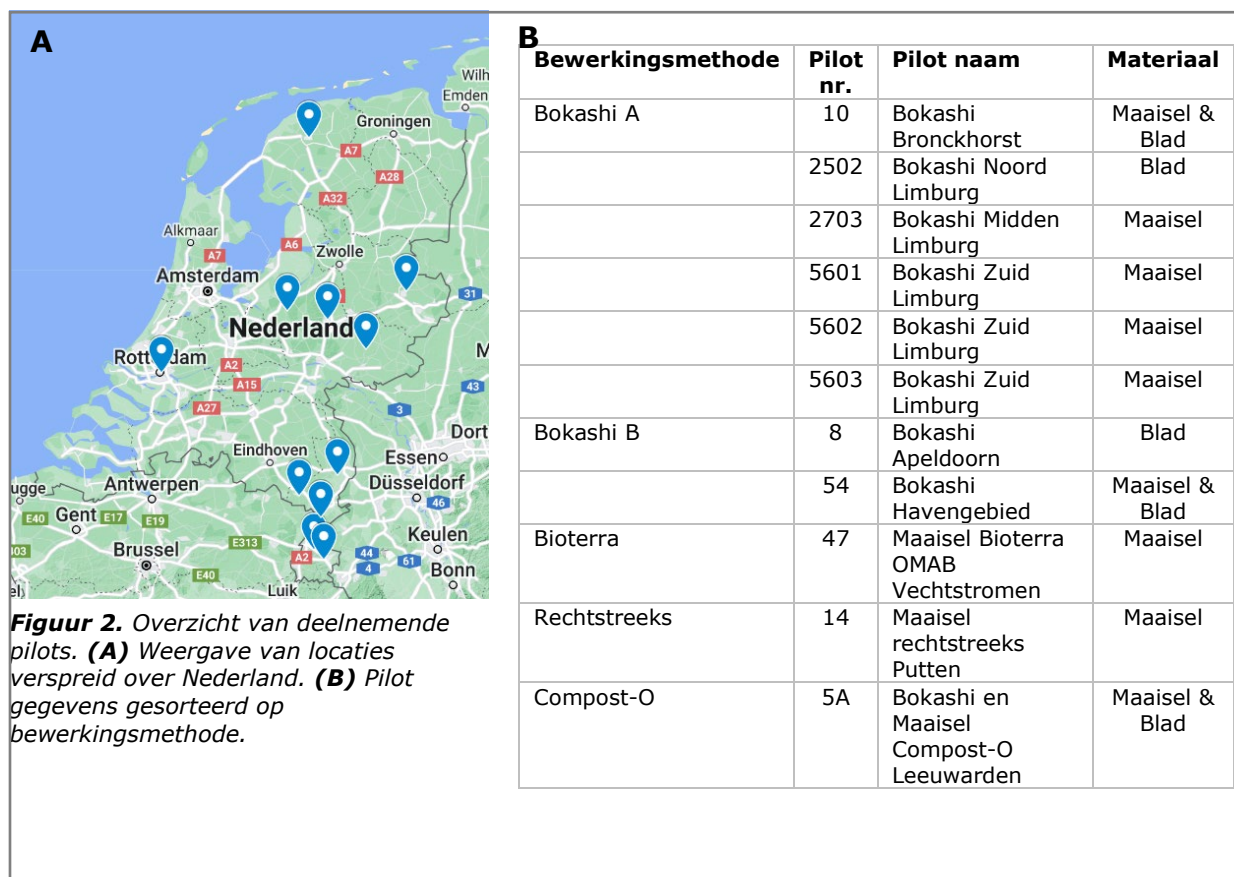 A
Wilh
Emden
Groningen
A7
A28
A32
Alkmaar
A7
A6
Zwolle
Amsterdam
31
Nederland
M
Rott dam
A2
A15
43
A27
3
Dort
Eindhoven
Essen
ugge
Antwerpen
Düsseldorf
46
Gent
E40
E17
E19
Keulen
403
Brussel
E313
A2
44
61
4
Bonn
E40
el
Luik
Figuur 2. Overzicht van deelnemende
pilots. (A) Weergave van locaties
verspreid over Nederland. (B) Pilot
gegevens gesorteerd op
bewerkingsmethode.
B
Bewerkingsmethode Pilot nr. Pilot naam Materiaal
Bokashi A 10 Bokashi Bronckhorst Maaisel & Blad
2502 Bokashi Noord Limburg Blad
2703 Bokashi Midden Limburg Maaisel
5601 Bokashi Zuid Limburg Maaisel
5602 Bokashi Zuid Limburg Maaisel
5603 Bokashi Zuid Limburg Maaisel
Bokashi B 8 Bokashi Apeldoorn Blad
54 Bokashi Havengebied Maaisel & Blad
Bioterra 47 Maaisel Bioterra OMAB Vechtstromen Maaisel
Rechtstreeks 14 Maaisel rechtstreeks Putten Maaisel
Compost-O 5A Bokashi en Maaisel Compost-O Leeuwarden Maaisel & Blad